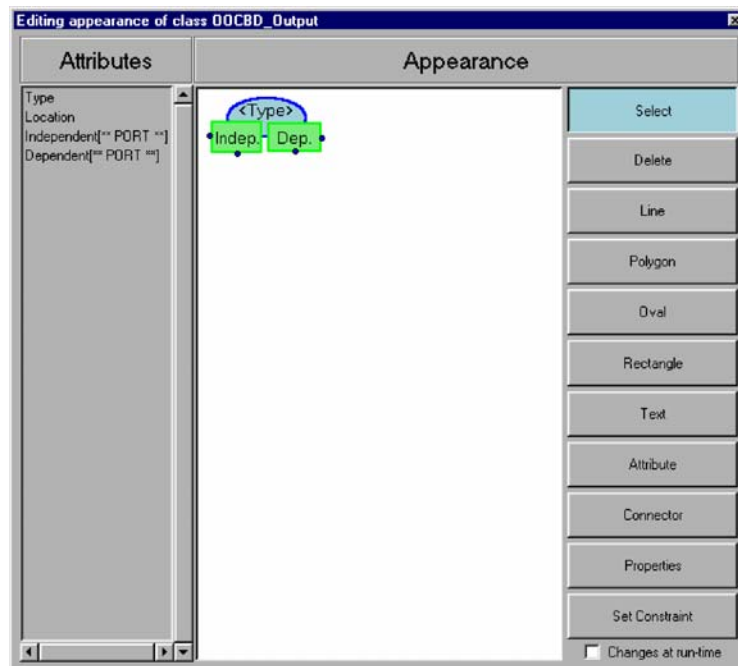 Editing appearance of class OOCBD_Output
Attributes
Appearance
Type
Location
Independent[** PORT **]
Dependent[** PORT **]
<Type>
Indep.
Dep.
Select
Delete
Line
Polygon
Oval
Rectangle
Text
Attribute
Connector
Properties
Set Constraint
Changes at run-time